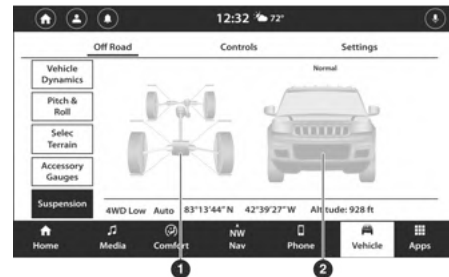 12:32 72°
Off Road Controls Settings
Vehicle
Dynamics
Pitch &
Roll
Selec
Terrain
Accessory
Gauges
Suspension
Normal
4WD Low Auto 83°13'44"N 42°39'27"W Altitude: 928 ft
Home Media Comfort NW
Nav Phone Vehicle Apps
1 2